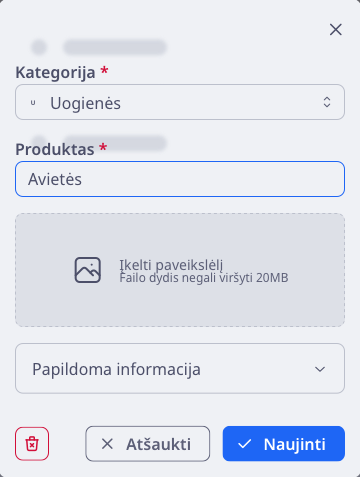 Kategorija *
U Uogienės
Produktas *
Avietės
Įkelti paveikslėlį
Failo dydis negali viršyti 20MB
Papildoma informacija
Atšaukti
Naujinti